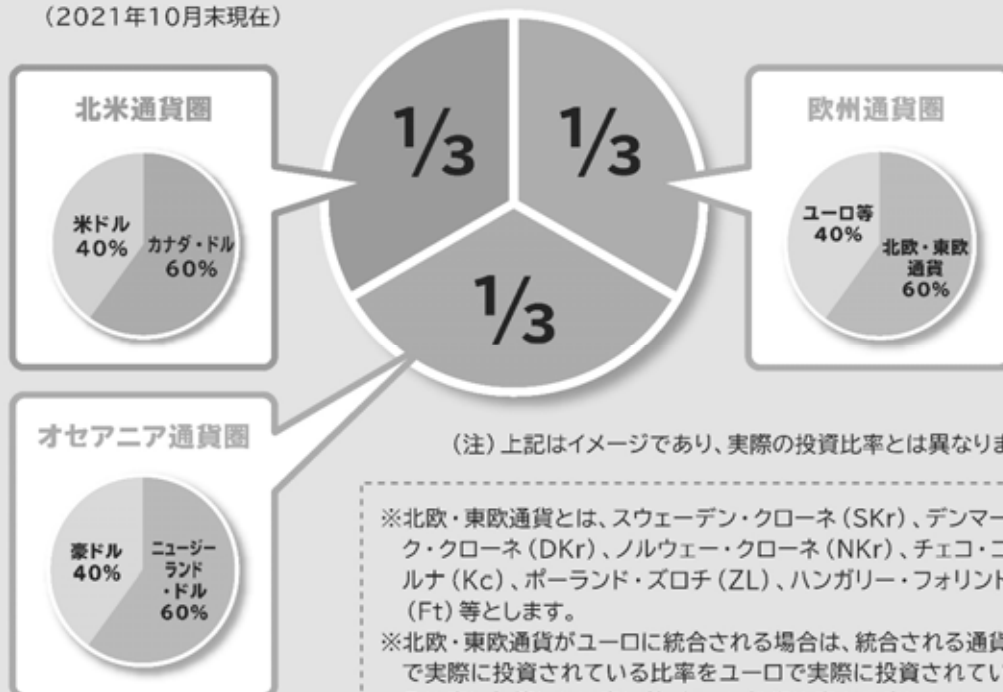 （2021年10月末現在）
北米通貨圏
米ドル
40%
カナダ・ドル
60%
1/3
1/3
1/3
欧州通貨圏
ユーロ等
40%
北欧・東欧
通貨
60%
オセアニア通貨圏
豪ドル
40%
ニュージー
ランド
・ドル
60%
（注）上記はイメージであり、実際の投資比率とは異なりま
※北欧・東欧通貨とは、スウェーデン・クローネ（SKr）、デンマー
ク・クローネ（DKr）、ノルウェー・クローネ（NKr）、チェコ・コ
ルナ（Kc）、ポーランド・ズロチ（ZL）、ハンガリー・フォリント
（Ft）等とします。
※北欧・東欧通貨がユーロに統合される場合は、統合される通貨
で実際に投資されている比率をユーロで実際に投資されてい